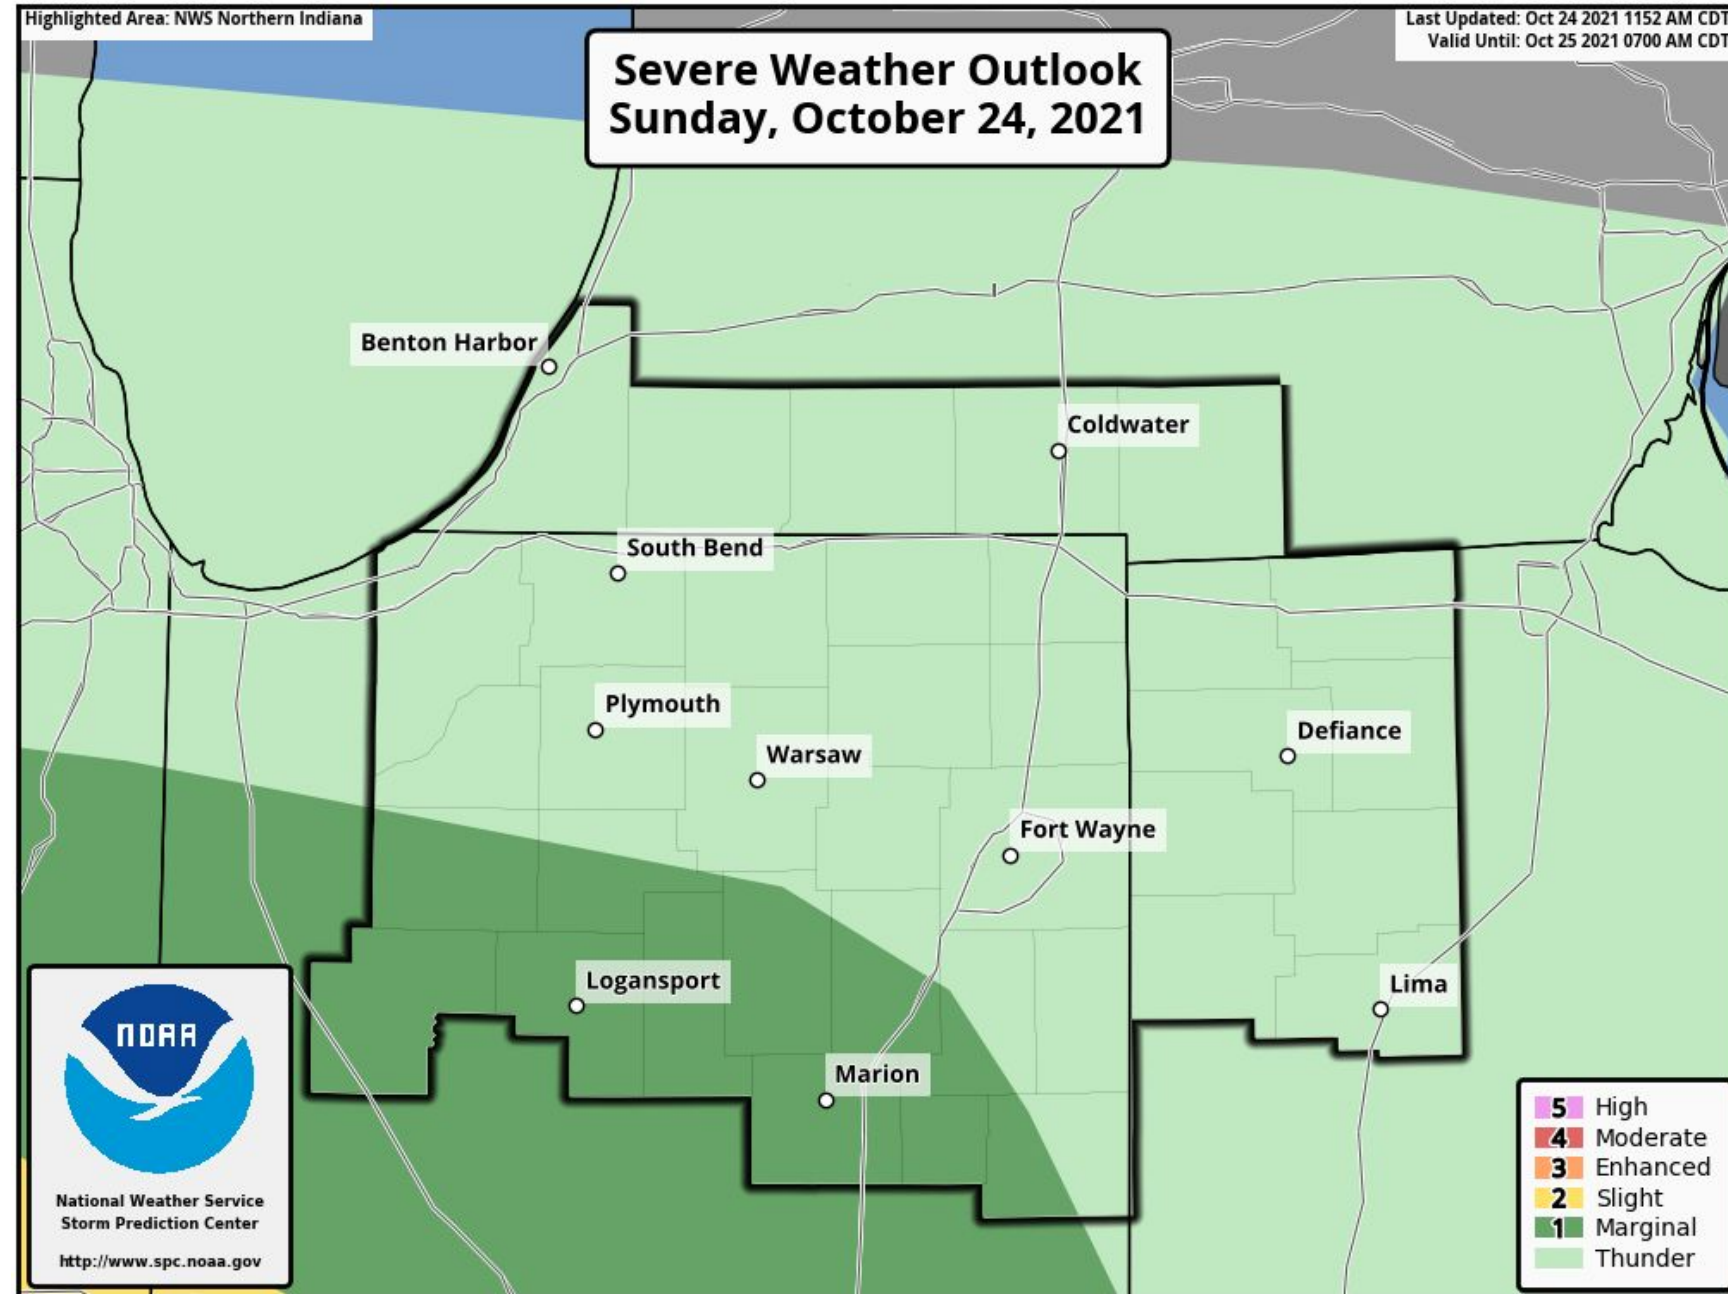 Highlighted Area: NWS Northern Indiana
Last Updated: Oct 24 2021 1152 AM CDT
Valid Until: Oct 25 2021 0700 AM CDT
Severe Weather Outlook
Sunday, October 24, 2021
Benton Harbor
Coldwater
South Bend
Plymouth
Defiance
Warsaw
Fort Wayne
Logansport
Lima
Marion
NOAA
National Weather Service
Storm Prediction Center
http://www.spc.noaa.gov
5 High
4 Moderate
3 Enhanced
2 Slight
1 Marginal
Thunder